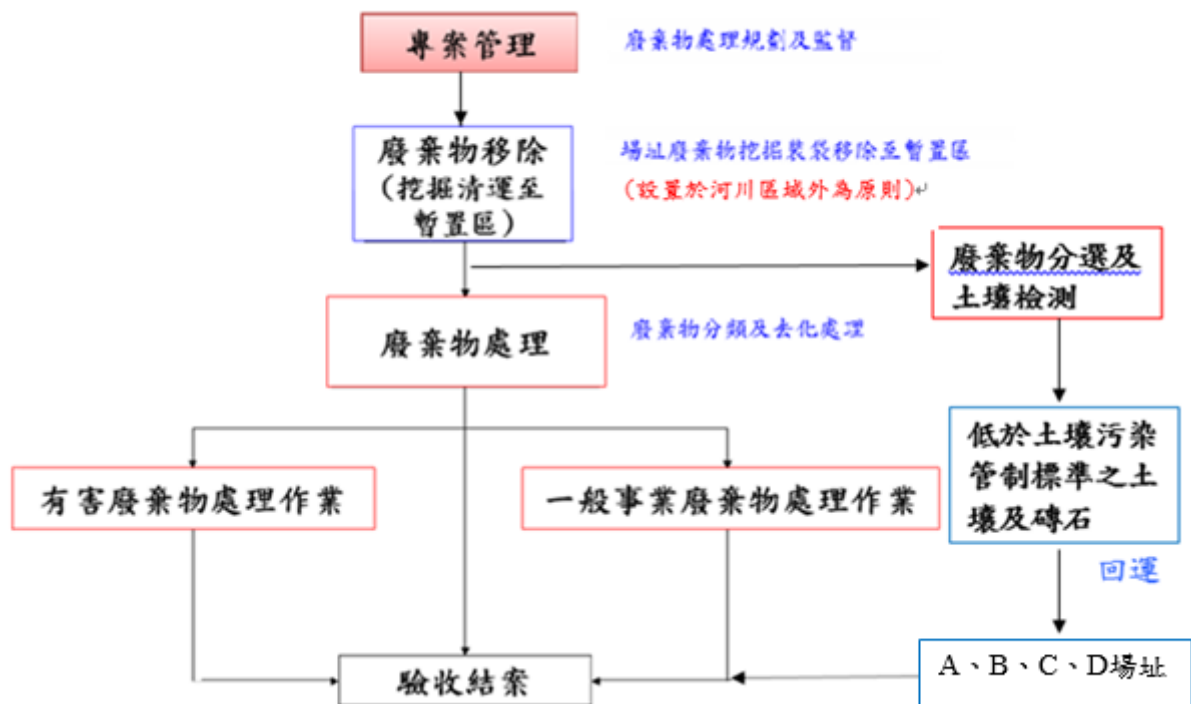 專案管理
廢棄物處理規劃及監督
廢棄物移除
(挖掘清運至
暫置區)
場址廢棄物挖掘裝袋移除至暫置區
(設置於河川區域外為原則)↵
廢棄物分選及
土壤檢測
廢棄物處理
廢棄物分類及去化處理
低於土壤污染
管制標準之土
壤及磚石
有害廢棄物處理作業
一般事業廢棄物處理作業
回運
驗收結案
A、B、C、D場址